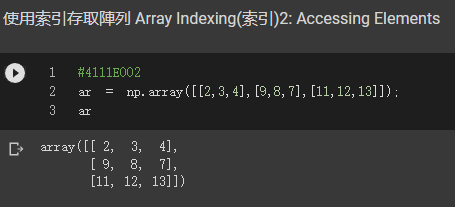 使用索引存取陣列 Array Indexing(索引)2: Accessing Elements
1 #4111E002
2 ar = np.array([[2,3,4],[9,8,7],[11,12,13]]);
3 ar
array([[ 2, 3, 4],
[ 9, 8, 7],
[11, 12, 13]])